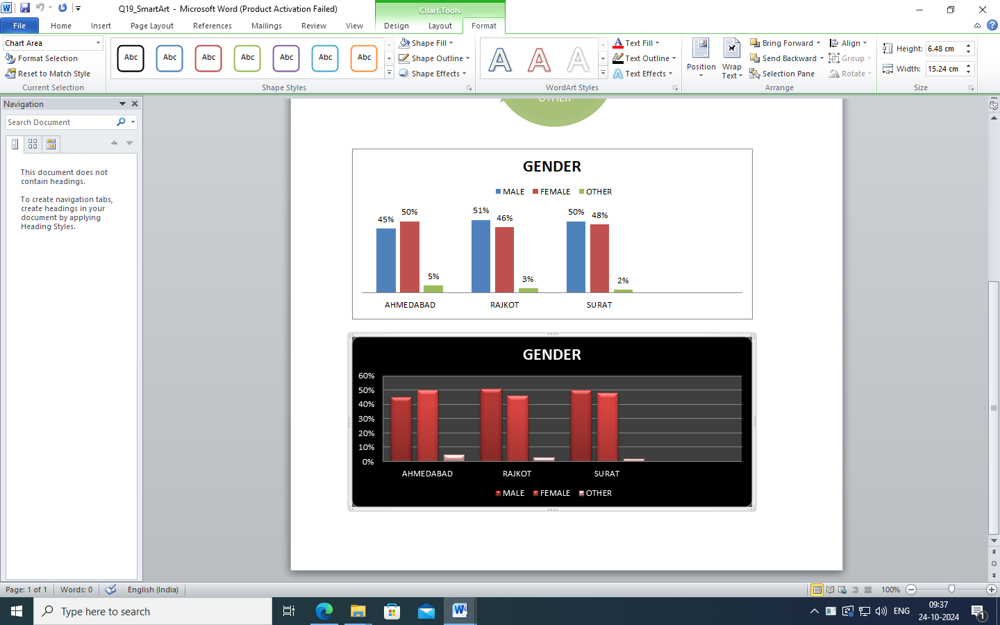 Q19_SmartArt - Microsoft Word (Product Activation Failed)
Chart Tools
File Home Insert Page Layout References Mailings Review View Design Layout Format
Chart Area
Format Selection
Reset to Match Style
Current Selection
Abc Abc Abc Abc Abc Abc Abc
Shape Fill
Shape Outline
Shape Effects
Shape Styles
A A A
Text Fill
Text Outline
Text Effects
WordArt Styles
Position
Wrap
Text
Bring Forward
Send Backward
Selection Pane
Align
Group
Rotate
Arrange
Height: 6.48 cm
Width: 15.24 cm
Size
Navigation
Search Document
This document does not
contain headings.
To create navigation tabs,
create headings in your
document by applying
Heading Styles.
OTHER
GENDER
MALE FEMALE OTHER
45% 50% 5% 51% 46% 3% 50% 48% 2%
AHMEDABAD RAJKOT SURAT
GENDER
60%
50%
40%
30%
20%
10%
0%
AHMEDABAD RAJKOT SURAT
MALE FEMALE OTHER
Page: 1 of 1 Words: 0 English (India) 100%
Type here to search
ENG
09:37
24-10-2024
1